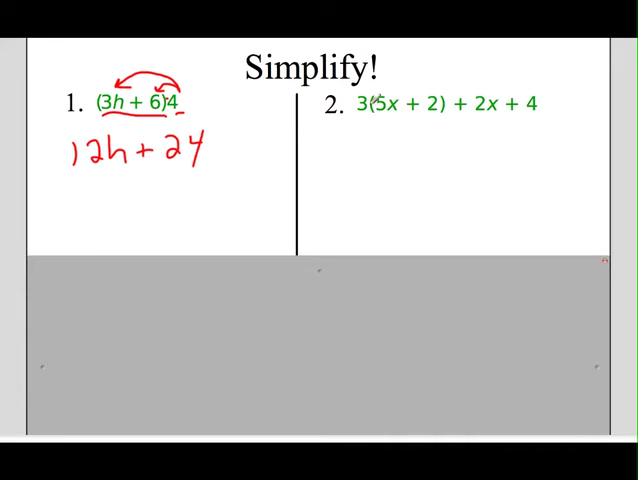 Simplify!
1. (3h + 6)4
2. 3(5x + 2) + 2x + 4
12h + 24